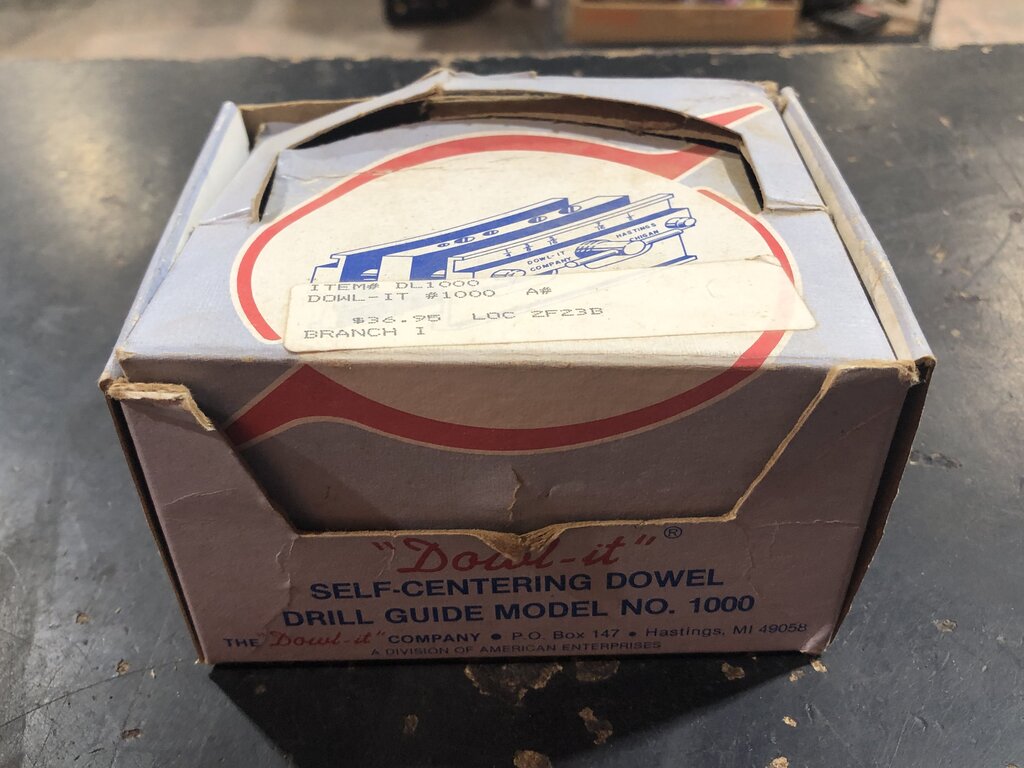 HASTINGS
CHIGAN
DOWL-IT
COMPANY
ITEM# DL1000
DOWL-IT #1000 A#
$36.95 LOC 2F23B
BRANCH I
"Dowl-it"®
SELF-CENTERING DOWEL
DRILL GUIDE MODEL NO. 1000
THE "Dowl-it" COMPANY • P.O. Box 147 • Hastings, MI 49058
A DIVISION OF AMERICAN ENTERPRISES